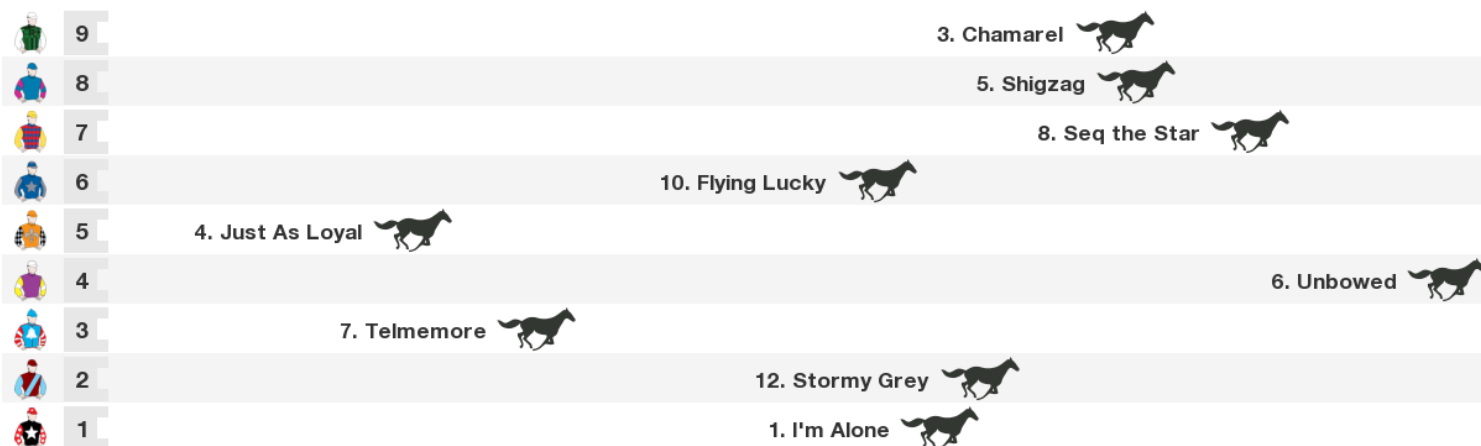 9 3. Chamarel
8 5. Shigzag
7 8. Seq the Star
6 10. Flying Lucky
5 4. Just As Loyal
4 6. Unbowed
3 7. Telmemore
2 12. Stormy Grey
1 1. I'm Alone